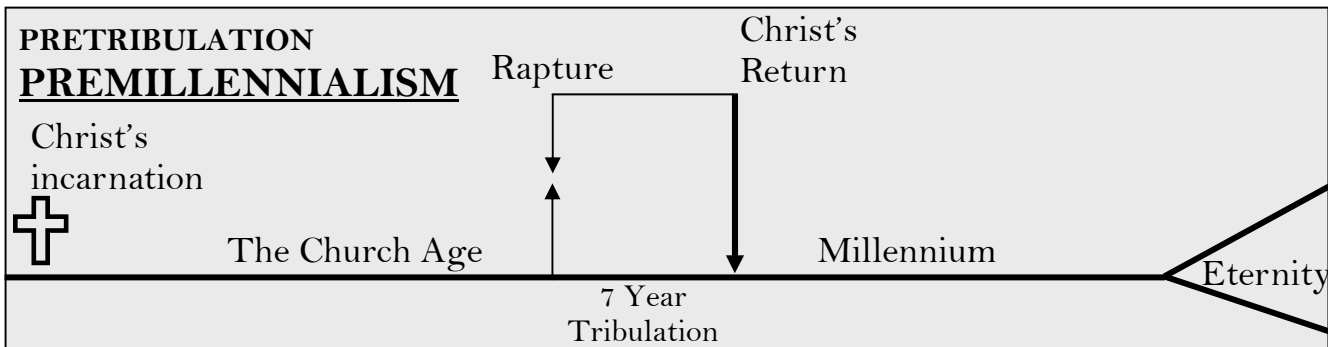 PRETRIBULATION
PREMILLENNIALISM
Christ’s
incarnation
The Church Age
Rapture
Christ’s
Return
7 Year
Tribulation
Millennium
Eternity